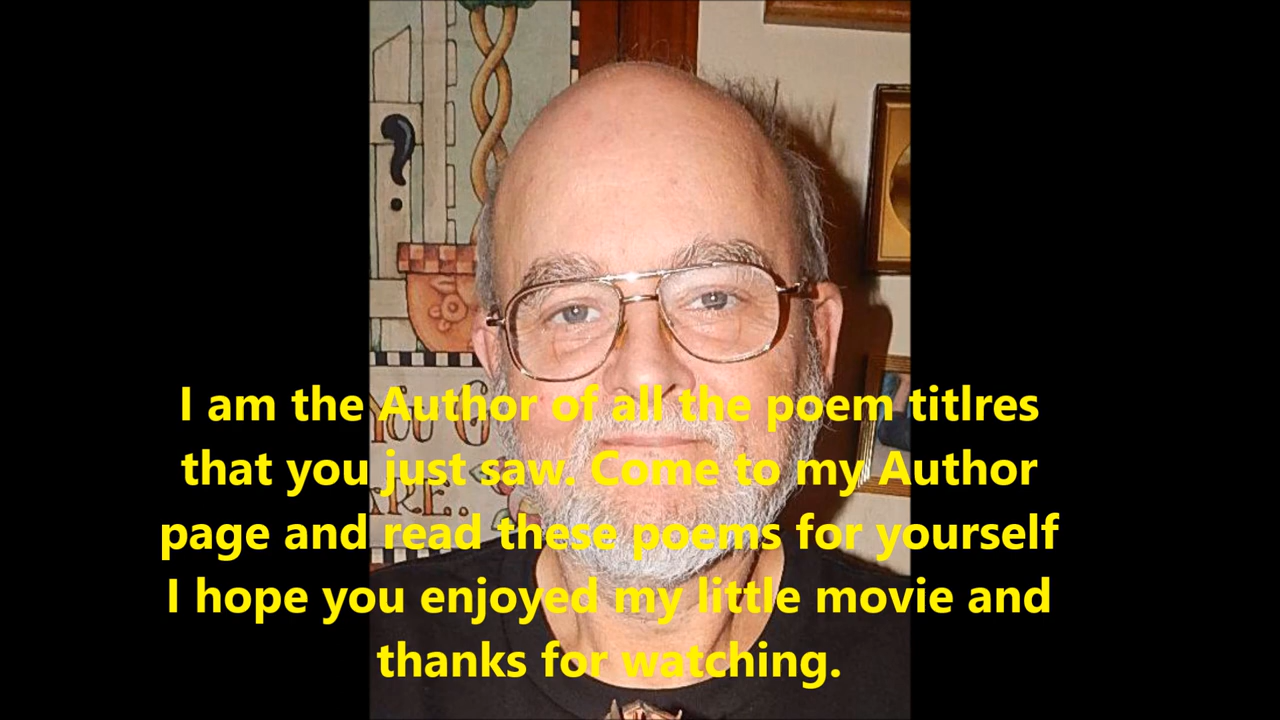 I am the Author of all the poem titlres
that you just saw. Come to my Author
page and read these poems for yourself
I hope you enjoyed my little movie and
thanks for watching.
?